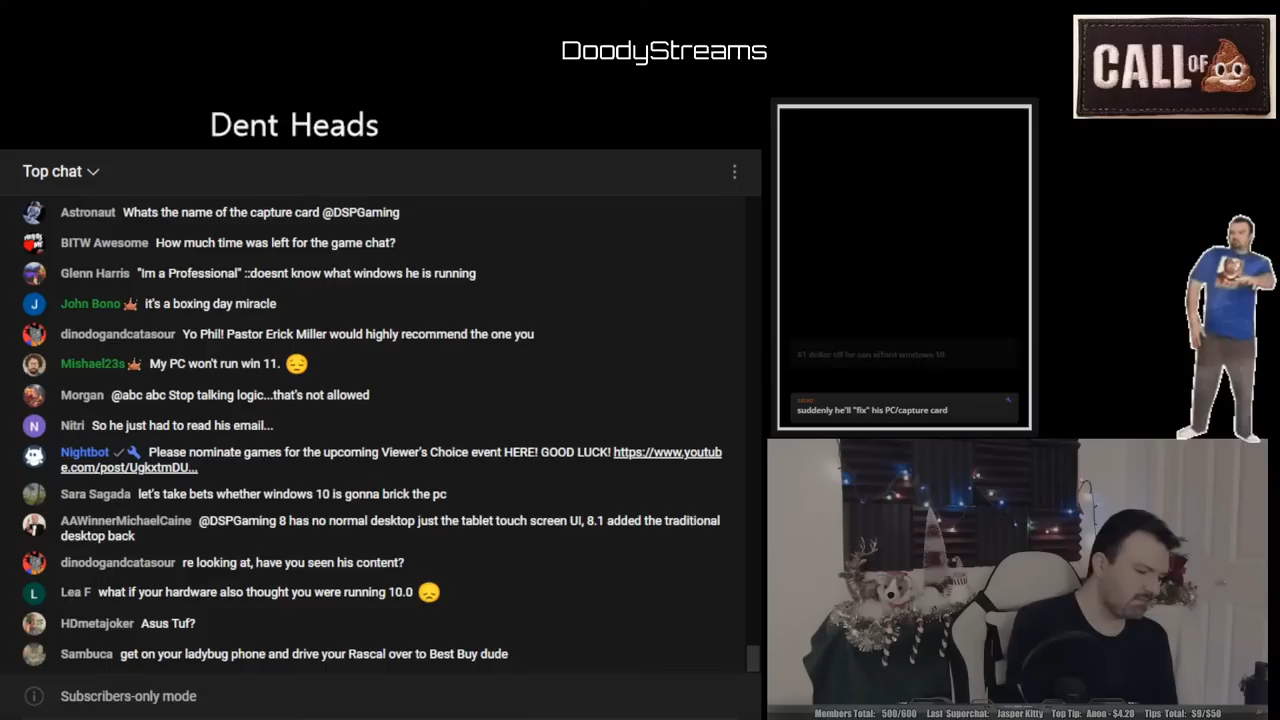 DoodyStreams
CALL OF
Dent Heads
Top chat
Astronaut Whats the name of the capture card @DSPGaming
BITW Awesome How much time was left for the game chat?
Glenn Harris "Im a Professional" ::doesnt know what windows he is running
John Bono it's a boxing day miracle
dinodogandcatasour Yo Phil! Pastor Erick Miller would highly recommend the one you
Mishael23s My PC won't run win 11.
Morgan @abc abc Stop talking logic...that's not allowed
Nitri So he just had to read his email...
Nightbot Please nominate games for the upcoming Viewer's Choice event HERE! GOOD LUCK! https://www.youtub
e.com/post/UgkxtmDU...
Sara Sagada let's take bets whether windows 10 is gonna brick the pc
AAWinnerMichaelCaine @DSPGaming 8 has no normal desktop just the tablet touch screen UI, 8.1 added the traditional
desktop back
dinodogandcatasour re looking at, have you seen his content?
Lea F what if your hardware also thought you were running 10.0
HDmetajoker Asus Tuf?
Sambuca get on your ladybug phone and drive your Rascal over to Best Buy dude
Subscribers-only mode
suddenly he'll "fix" his PC/capture card
Members Total: 500/600 Last Superchat: Jasper Kitty Top Tip: Anon - $4.20 Tips Total: $9/$50